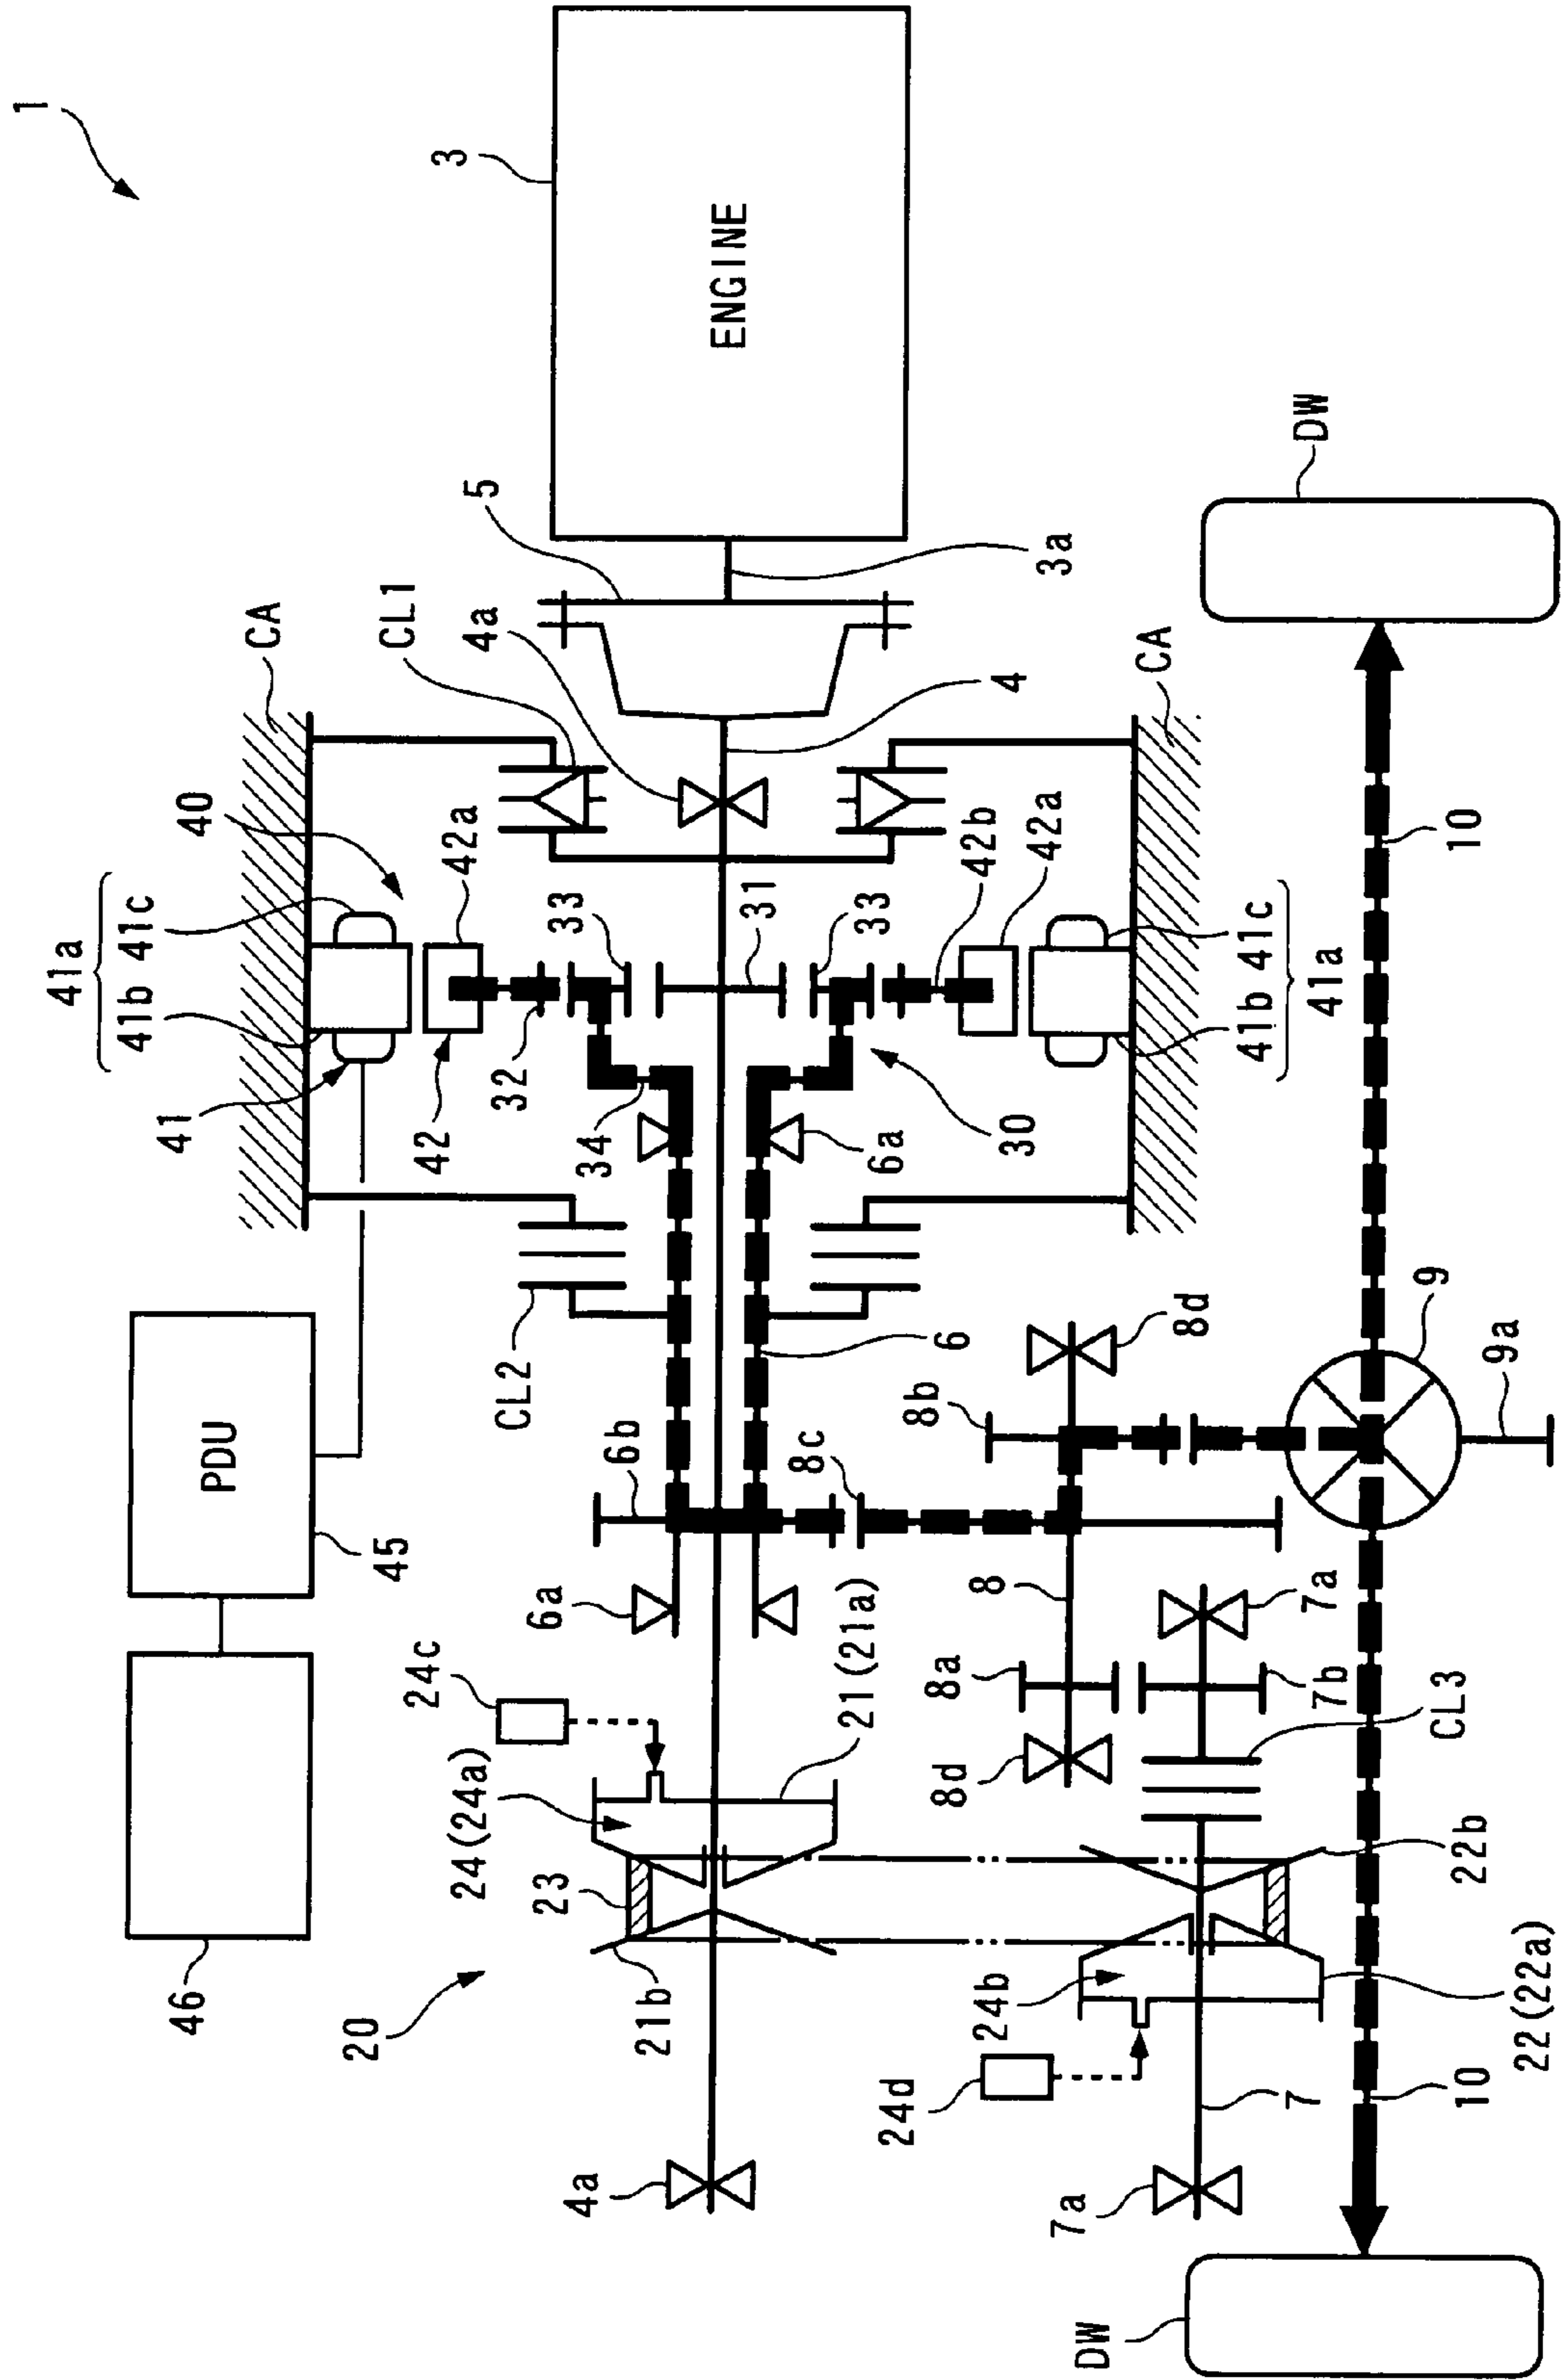 1
3
ENGINE
5
3a
CA
CL1
4a
4
CA
DW
40
42a
41a
41b 41c
33
31
33
42b
42a
41b 41c
41a
10
41
42
32
34
30
6a
PDU
45
CL2
6
6b
8c
8b
8d
9
9a
46
24c
6a
21(21a)
8
8a
7a
7b
CL3
24(24a)
23
8d
20
21b
24b
22b
22(22a)
24d
7
10
4a
7a
DW